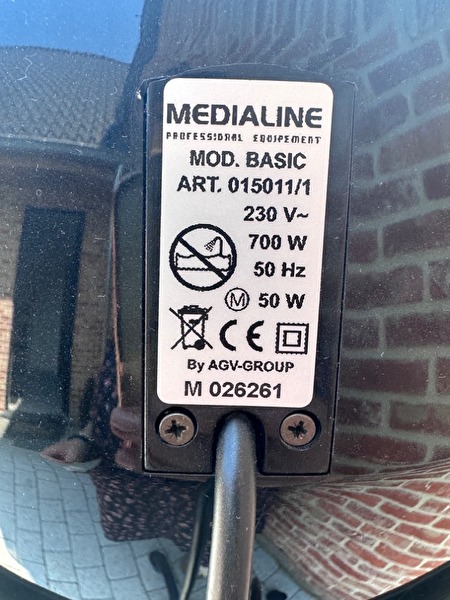 MEDIALINE
PROFESSIONAL EQUIPEMENT
MOD. BASIC
ART. 015011/1
230 V~
700 W
50 Hz
M 50 W
CE
By AGV-GROUP
M 026261